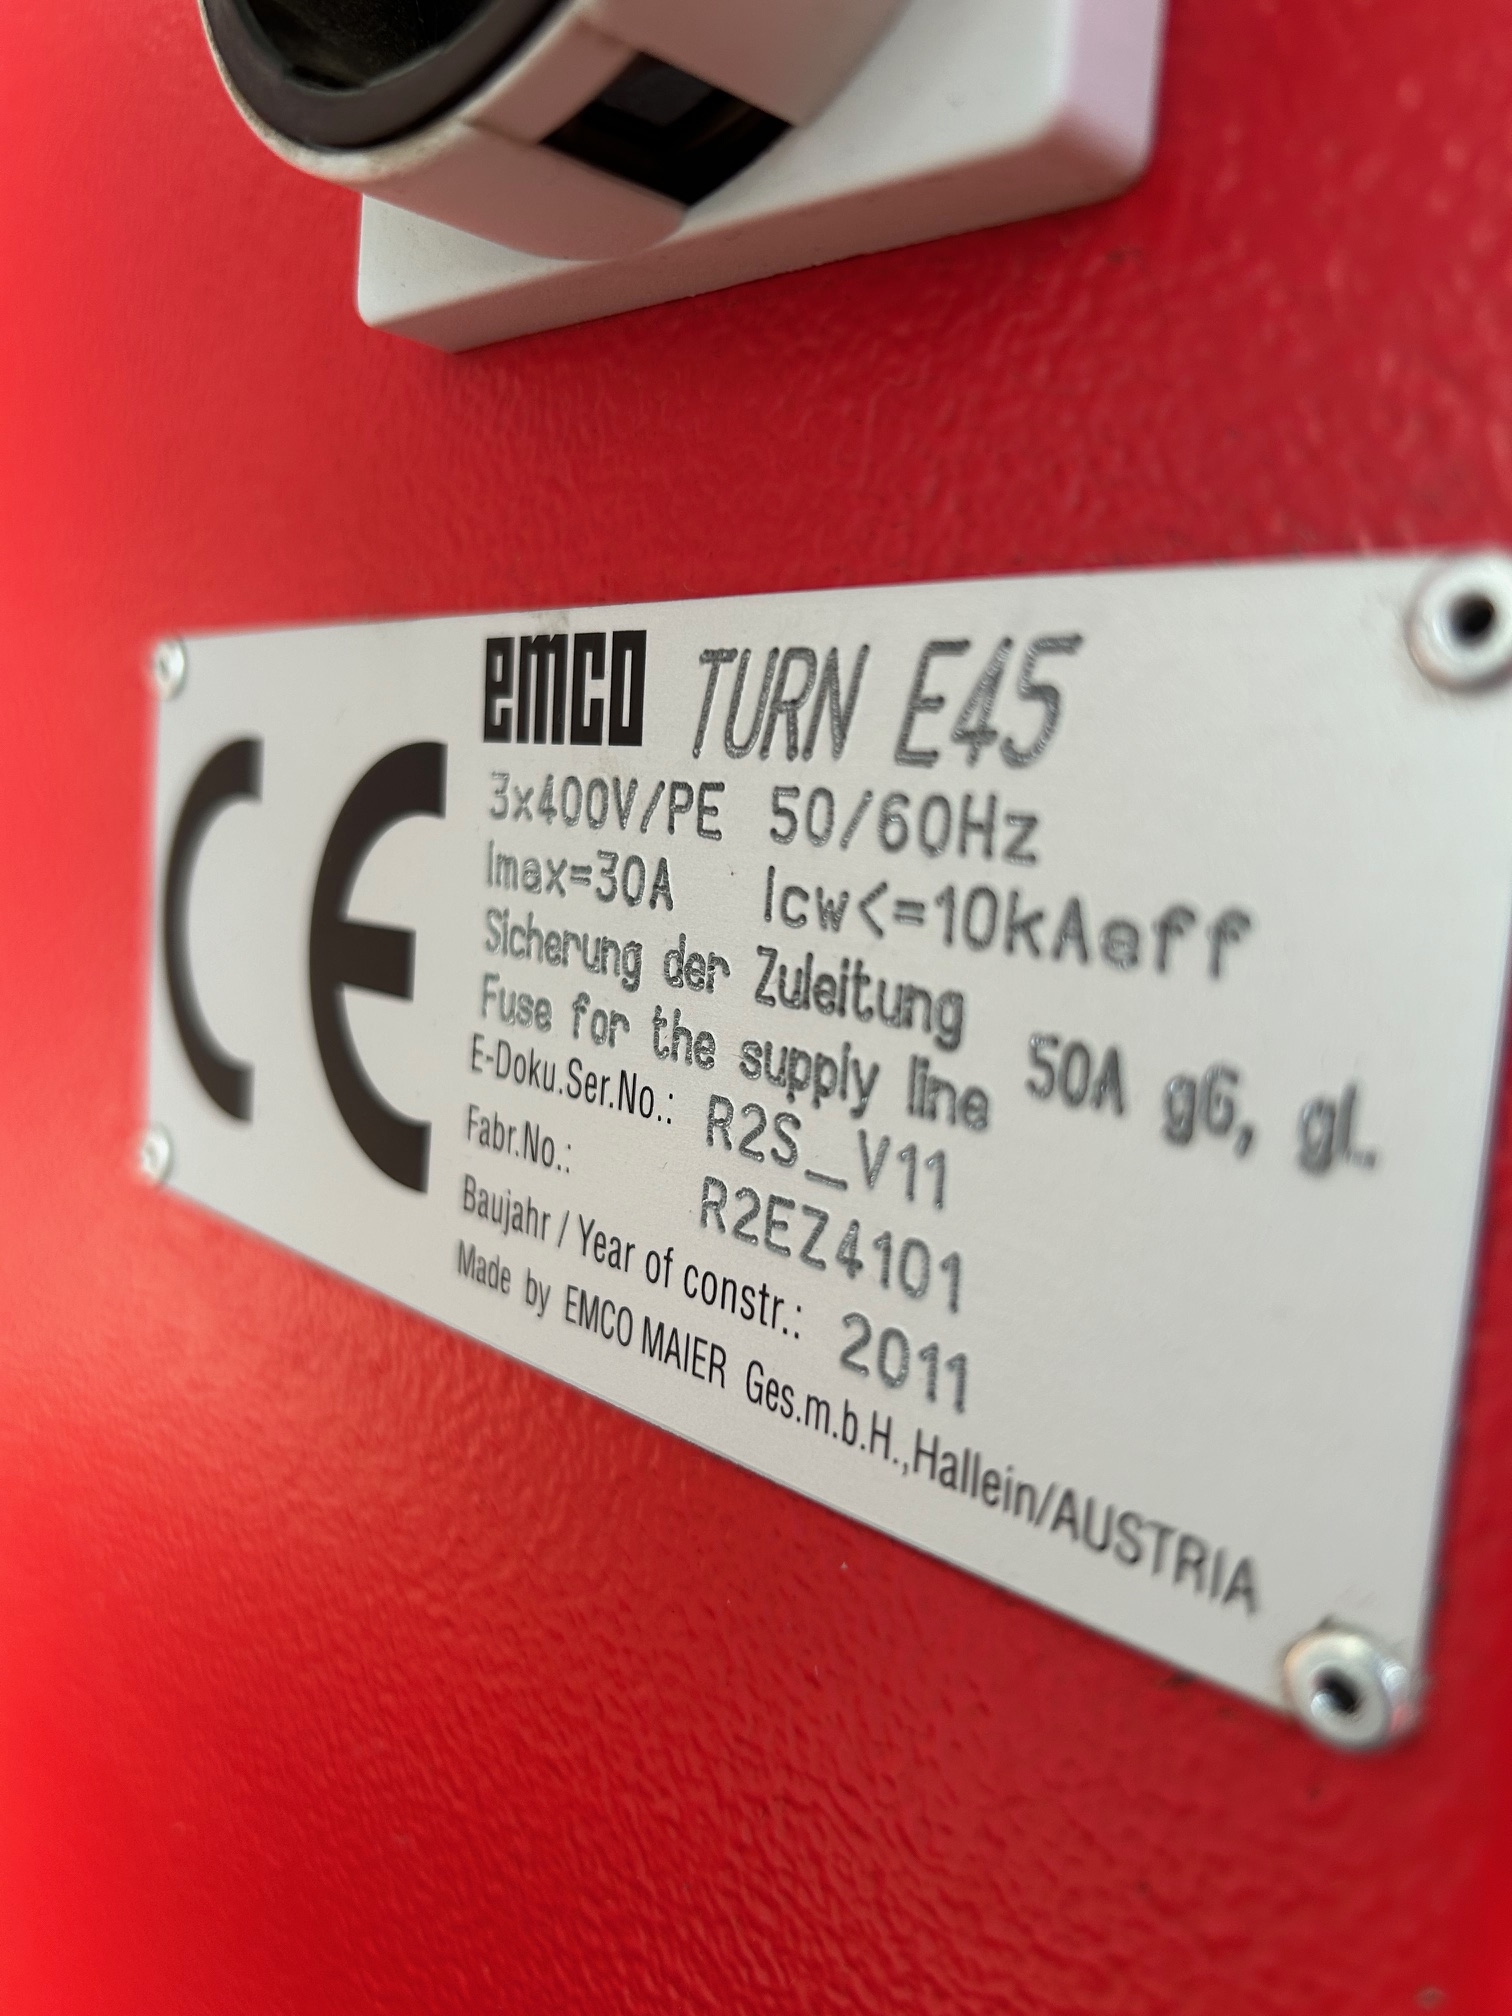 CE
emco TURN E45
3x400V/PE 50/60Hz
Imax=30A Icw<=10kAeff
Sicherung der Zuleitung
Fuse for the supply line 50A gG, gL
E-Doku.Ser.No.: R2S_V11
Fabr.No.: R2EZ4101
Baujahr / Year of constr.: 2011
Made by EMCO MAIER Ges.m.b.H.,Hallein/AUSTRIA